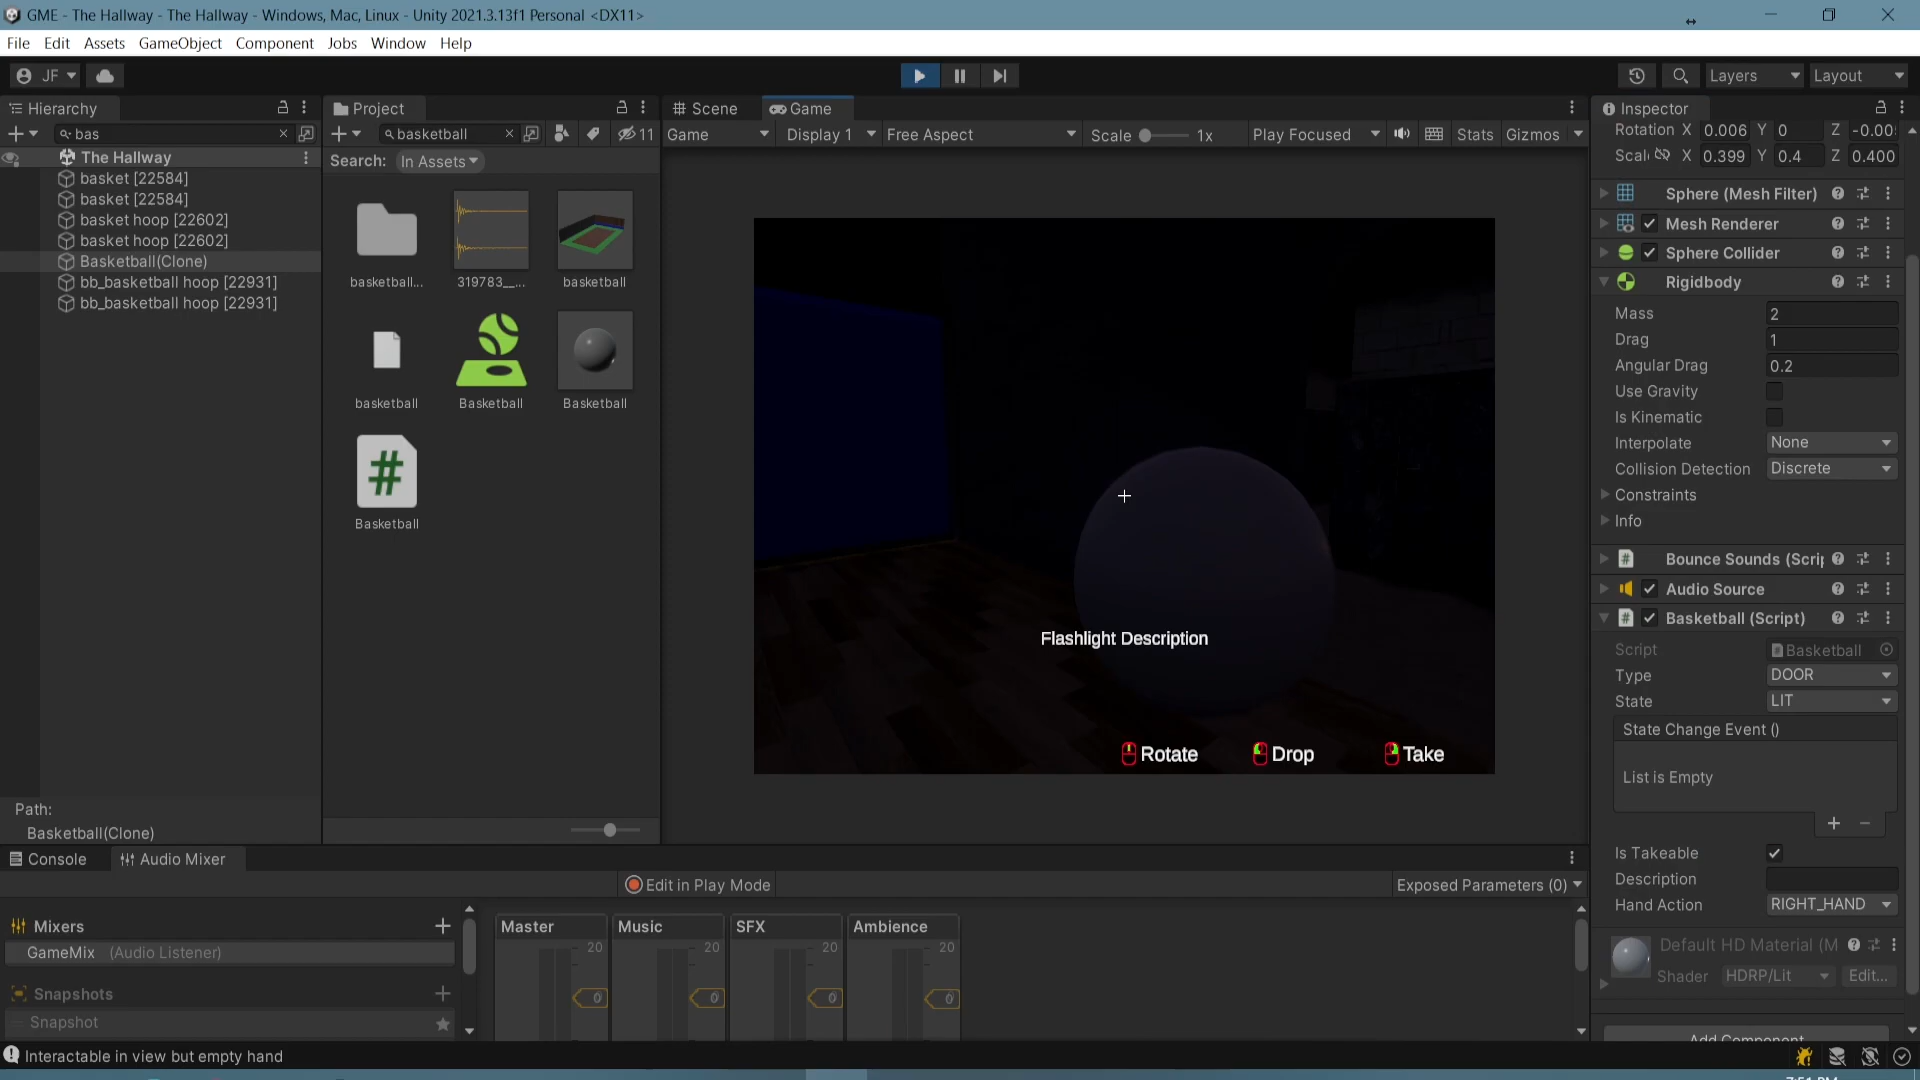 GME - The Hallway - The Hallway - Windows, Mac, Linux - Unity 2021.3.13f1 Personal <DX11>
File Edit Assets GameObject Component Jobs Window Help
JF Layers Layout
Hierarchy
bas
The Hallway
basket [22584]
basket [22584]
basket hoop [22602]
basket hoop [22602]
Basketball(Clone)
bb_basketball hoop [22931]
bb_basketball hoop [22931]
Path:
Basketball(Clone)
Project
basketball 11
Search: In Assets
basketball... 319783__... basketball
basketball Basketball Basketball
Basketball
Scene Game
Game Display 1 Free Aspect Scale 1x Play Focused Stats Gizmos
Flashlight Description
Rotate Drop Take
Inspector
Rotation X 0.006 Y 0 Z -0.00
Scal X 0.399 Y 0.4 Z 0.400
Sphere (Mesh Filter)
Mesh Renderer
Sphere Collider
Rigidbody
Mass 2
Drag 1
Angular Drag 0.2
Use Gravity
Is Kinematic
Interpolate None
Collision Detection Discrete
Constraints
Info
Bounce Sounds (Scrip
Audio Source
Basketball (Script)
Script Basketball
Type DOOR
State LIT
State Change Event ()
List is Empty
Is Takeable
Description
Hand Action RIGHT_HAND
Default HD Material (M
Shader HDRP/Lit Edit...
Add Component
Console Audio Mixer
Edit in Play Mode Exposed Parameters (0)
Mixers
GameMix (Audio Listener)
Snapshots
Snapshot
Master Music SFX Ambience
20 20 20 20
0 0 0 0
Interactable in view but empty hand
7:51 PM